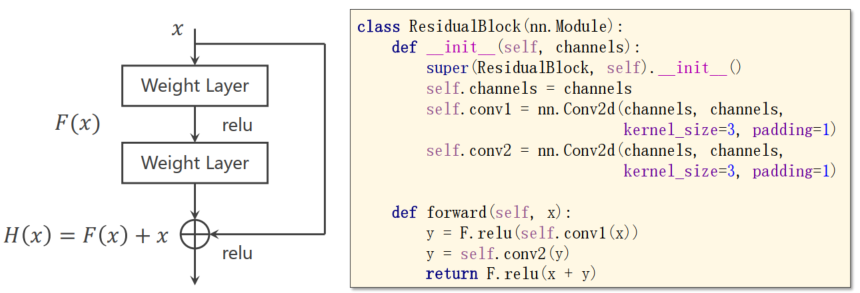 x
Weight Layer
F(x)
relu
Weight Layer
H(x) = F(x) + x
relu
class ResidualBlock(nn.Module):
    def __init__(self, channels):
        super(ResidualBlock, self).__init__()
        self.channels = channels
        self.conv1 = nn.Conv2d(channels, channels,
                               kernel_size=3, padding=1)
        self.conv2 = nn.Conv2d(channels, channels,
                               kernel_size=3, padding=1)
    def forward(self, x):
        y = F.relu(self.conv1(x))
        y = self.conv2(y)
        return F.relu(x + y)